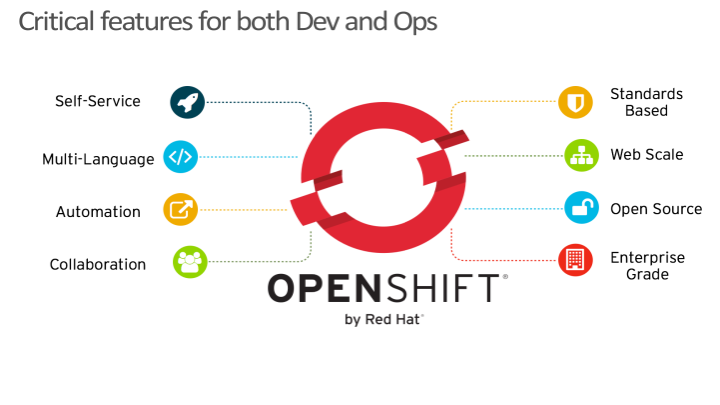 Critical features for both Dev and Ops
Self-Service
Multi-Language
Automation
Collaboration
Standards
Based
Web Scale
Open Source
Enterprise
Grade
OPENSHIFT®
by Red Hat®